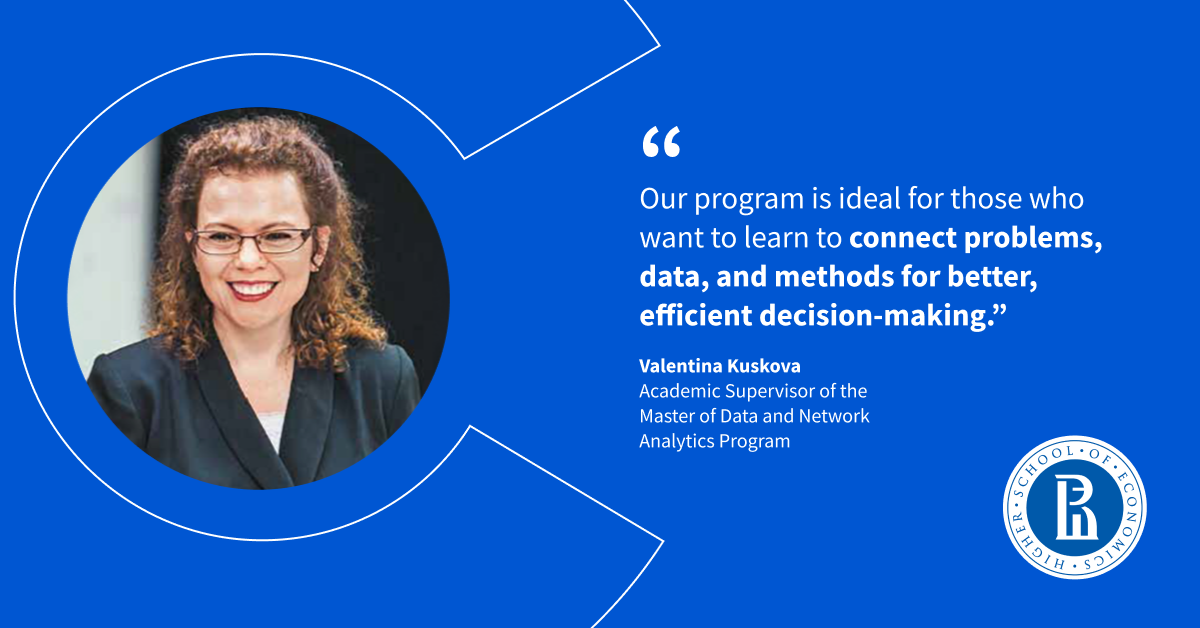 “
Our program is ideal for those who
want to learn to connect problems,
data, and methods for better,
efficient decision-making.”
Valentina Kuskova
Academic Supervisor of the
Master of Data and Network
Analytics Program
HIGHER • SCHOOL • OF • ECONOMICS •